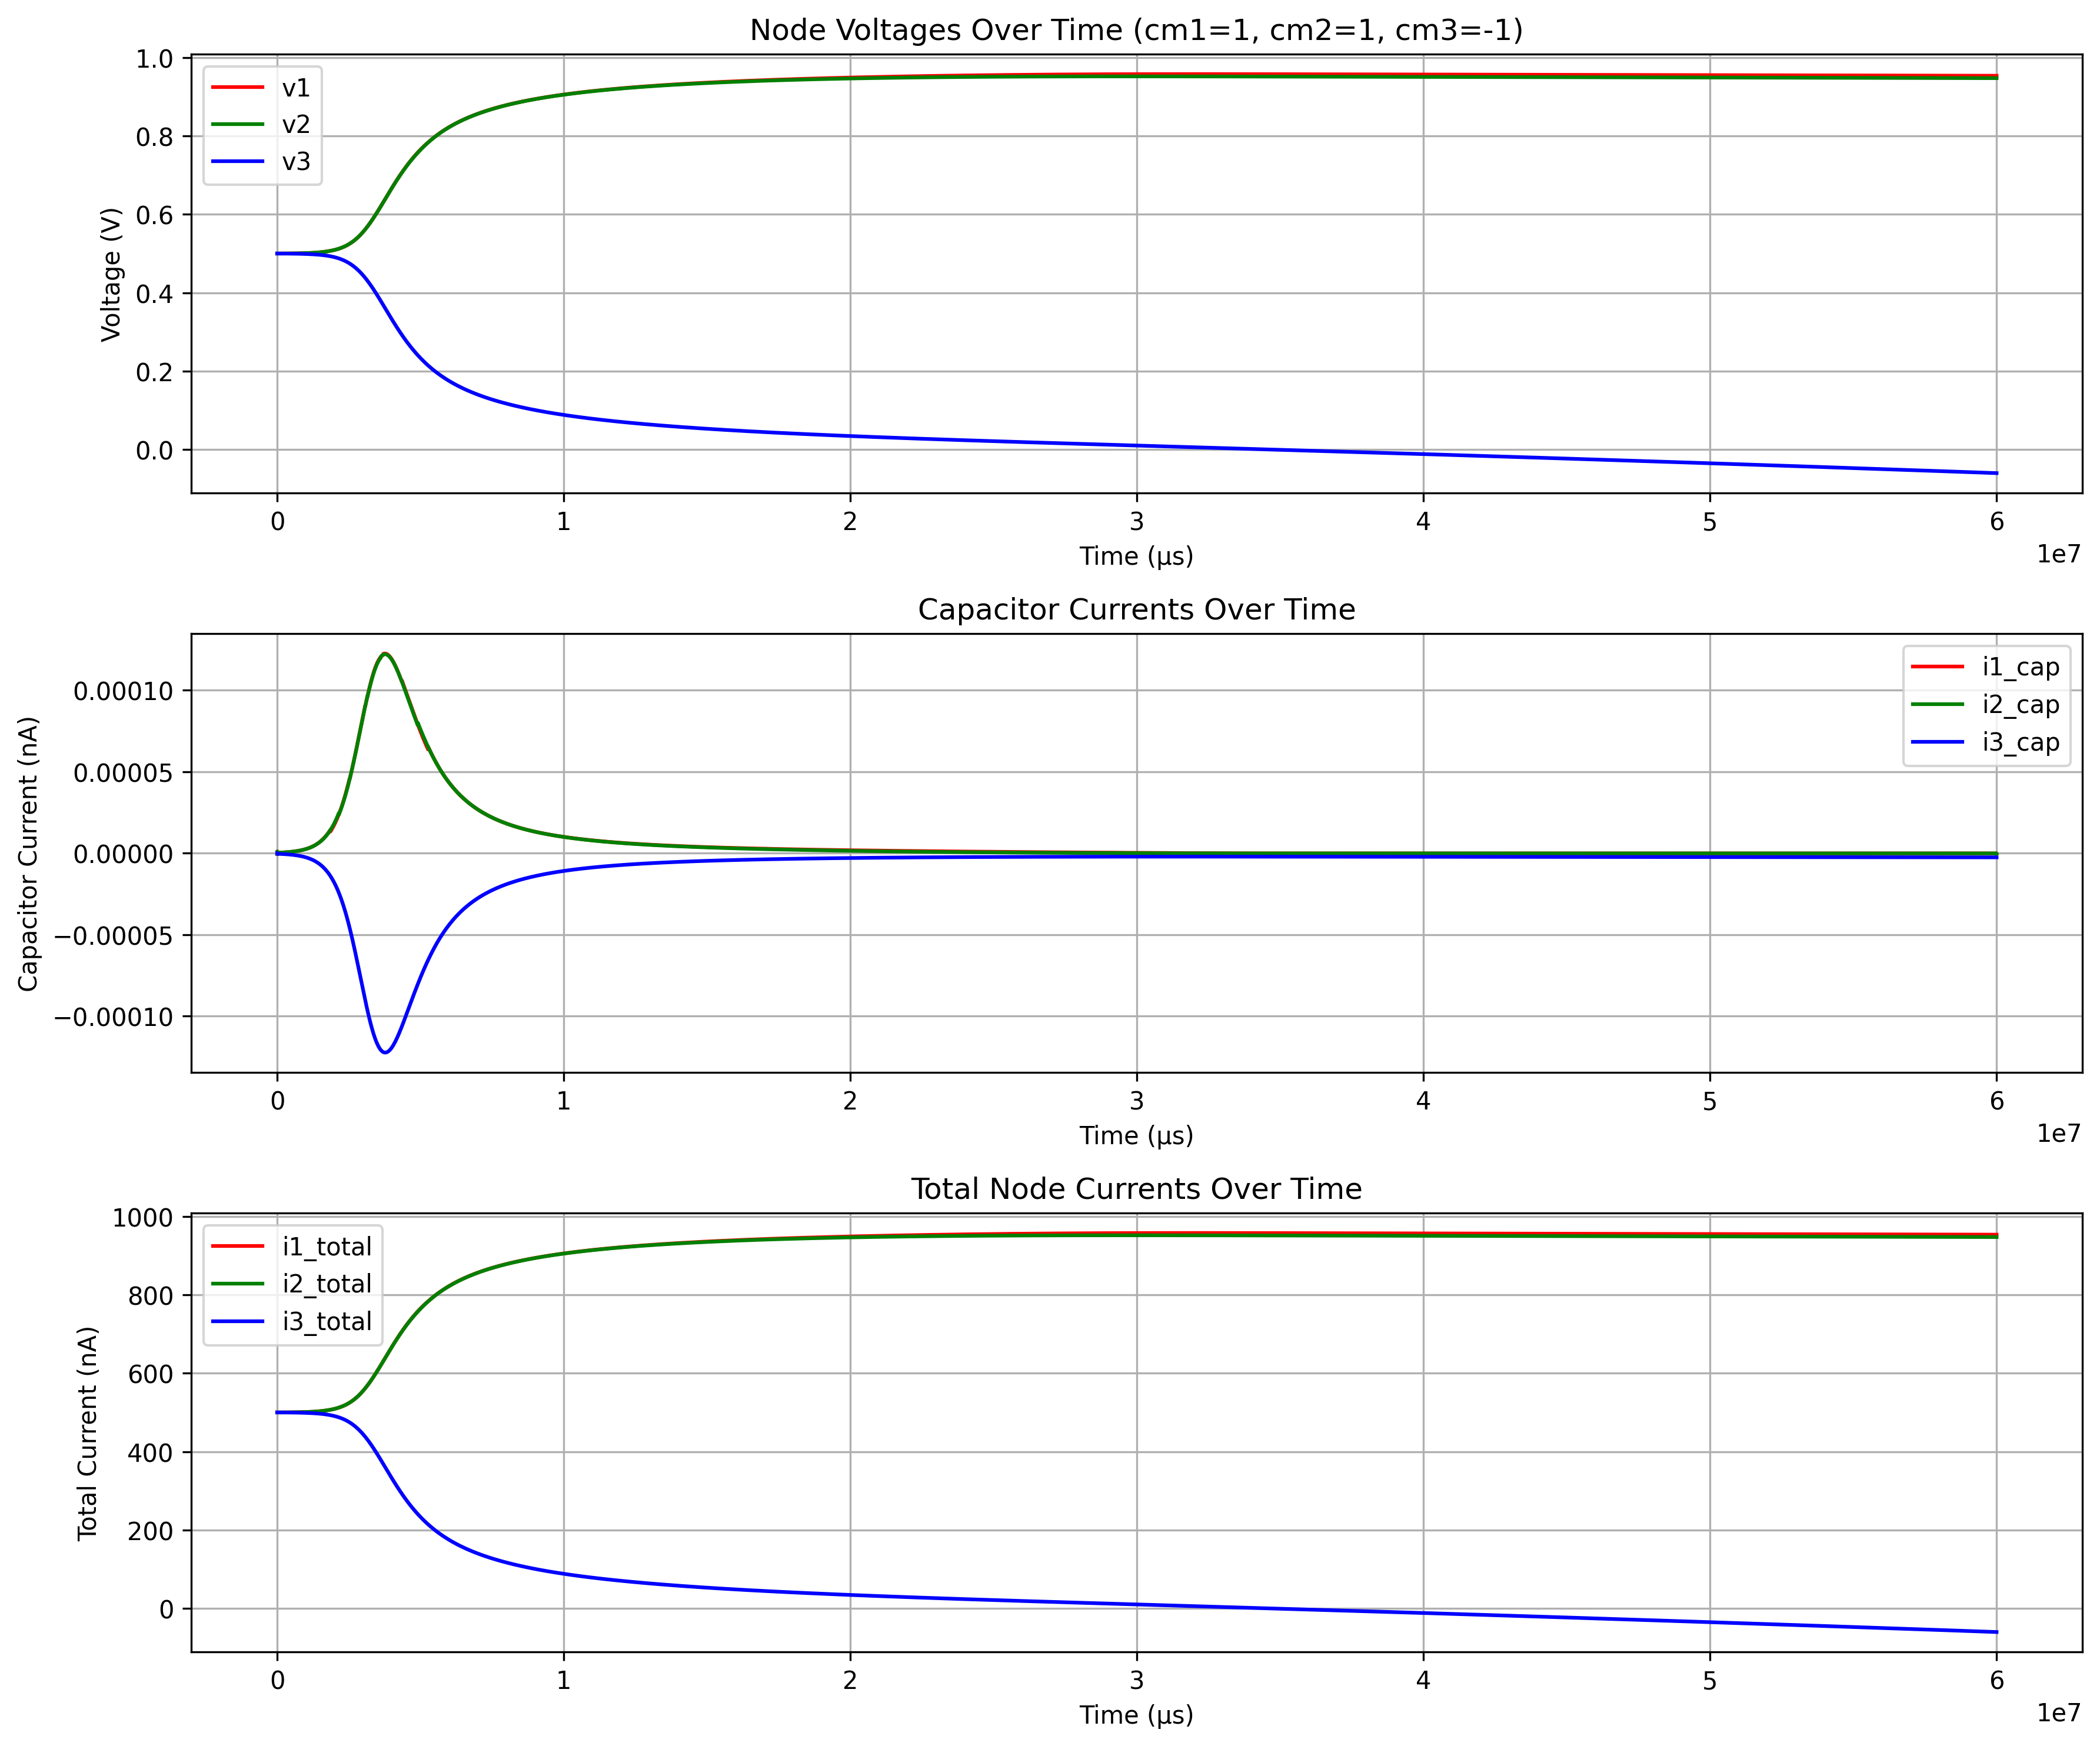 Node Voltages Over Time (cm1=1, cm2=1, cm3=-1)
1.0
0.8
0.6
0.4
0.2
0.0
Voltage (V)
v1
v2
v3
0 1 2 3 4 5 6
Time (μs)
1e7
Capacitor Currents Over Time
0.00010
0.00005
0.00000
−0.00005
−0.00010
Capacitor Current (nA)
i1_cap
i2_cap
i3_cap
0 1 2 3 4 5 6
Time (μs)
1e7
Total Node Currents Over Time
1000
800
600
400
200
0
Total Current (nA)
i1_total
i2_total
i3_total
0 1 2 3 4 5 6
Time (μs)
1e7